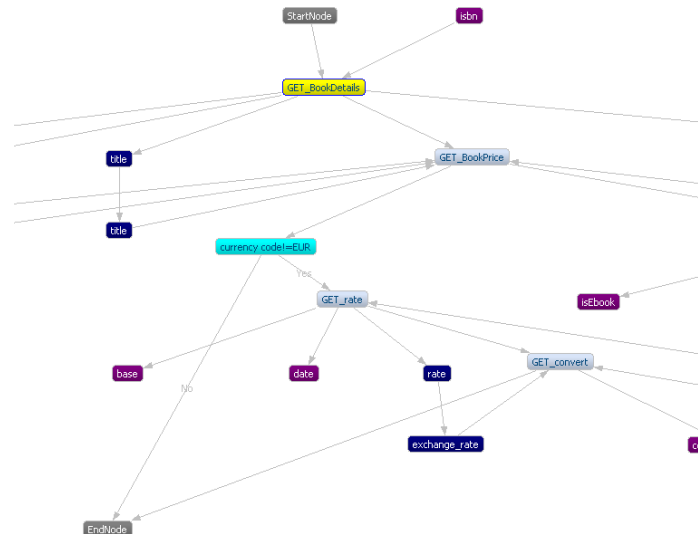 StartNode
isbn
GET_BookDetails
title
GET_BookPrice
title
currency code!=EUR
Yes
GET_rate
isEbook
GET_convert
base
date
rate
No
exchange_rate
EndNode